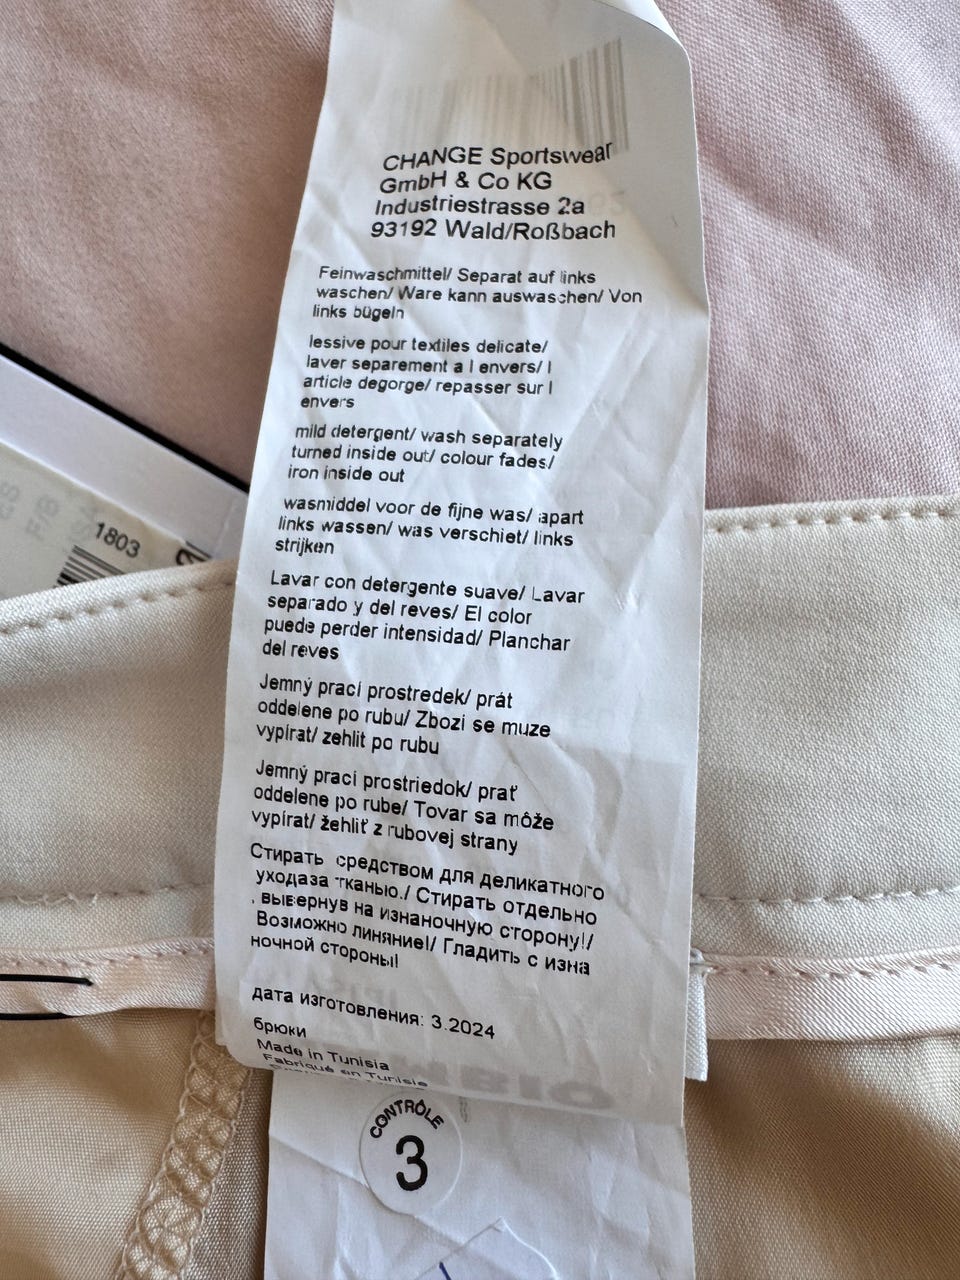 CHANGE Sportswear
GmbH & Co KG
Industriestrasse 2a
93192 Wald/Roßbach
Feinwaschmittel/ Separat auf links
waschen/ Ware kann auswaschen/ Von
links bügeln
lessive pour textiles delicate/
laver separement a l envers/ l
article degorge/ repasser sur l
envers
mild detergent/ wash separately
turned inside out/ colour fades/
iron inside out
wasmiddel voor de fijne was/ apart
links wassen/ was verschiet/ links
strijken
Lavar con detergente suave/ Lavar
separado y del reves/ El color
puede perder intensidad/ Planchar
del reves
Jemný prací prostredek/ prát
oddelene po rubu/ Zbozi se muze
vypírat/ zehlit po rubu
Jemný prací prostriedok/ prať
oddelene po rube/ Tovar sa môže
vypírať/ žehliť z rubovej strany
Стирать средством для деликатного
уходаза тканью./ Стирать отдельно
, вывернув на изнаночную сторону!/
Возможно линяние!/ Гладить с изна
ночной стороны!
дата изготовления: 3.2024
брюки
Made in Tunisia
Fabriqué en Tunisie
CONTRÔLE
3
1803